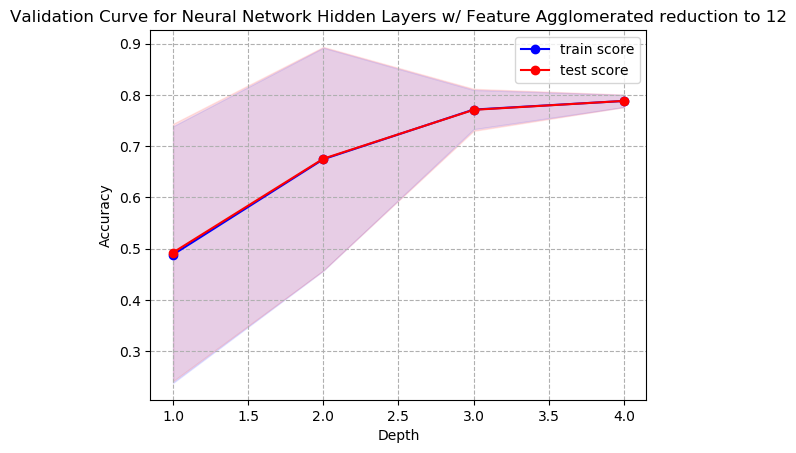 Validation Curve for Neural Network Hidden Layers w/ Feature Agglomerated reduction to 12
train score
test score
Accuracy
0.9
0.8
0.7
0.6
0.5
0.4
0.3
1.0 1.5 2.0 2.5 3.0 3.5 4.0
Depth